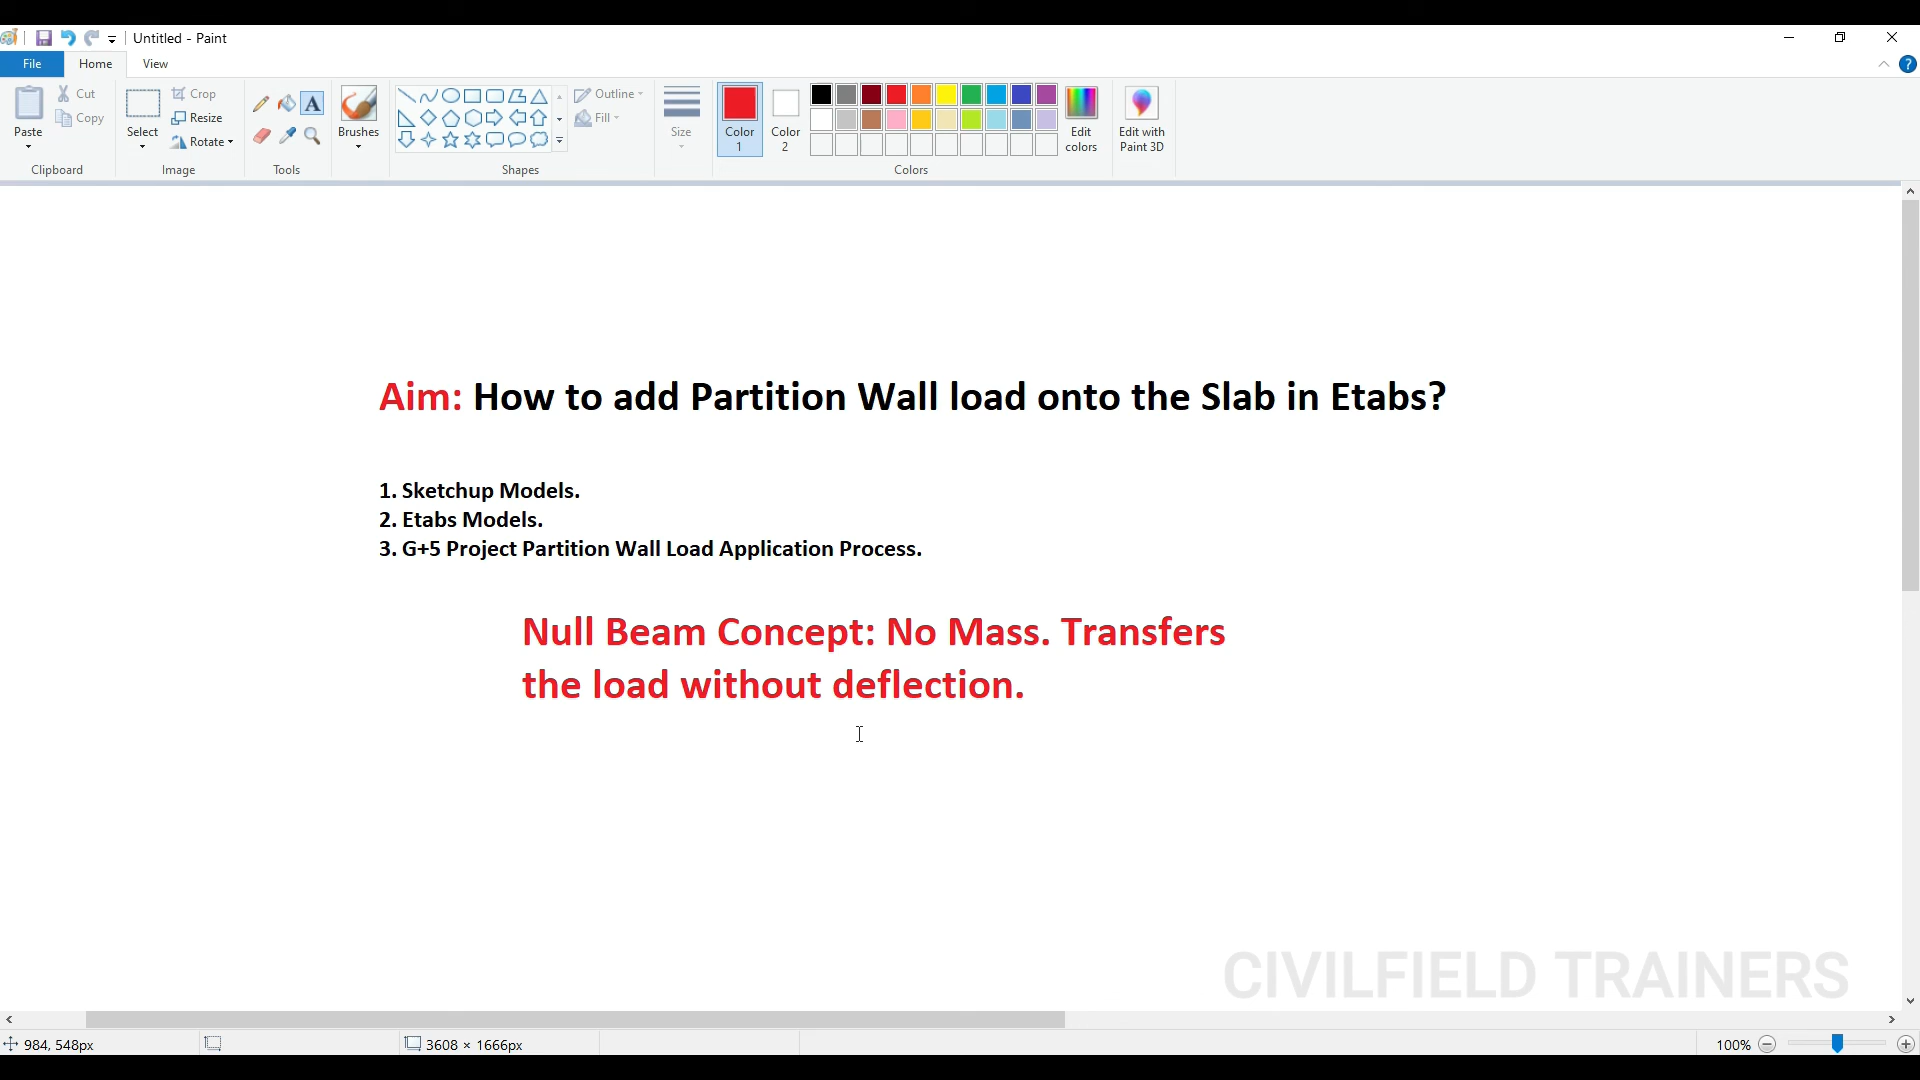 Untitled - Paint
File
Home
View
Paste
Cut
Copy
Clipboard
Select
Crop
Resize
Rotate
Image
A
Tools
Brushes
Outline
Fill
Shapes
Size
Color
1
Color
2
Edit
colors
Colors
Edit with
Paint 3D
?
Aim: How to add Partition Wall load onto the Slab in Etabs?
1. Sketchup Models.
2. Etabs Models.
3. G+5 Project Partition Wall Load Application Process.
Null Beam Concept: No Mass. Transfers
the load without deflection.
CIVILFIELD TRAINERS
984, 548px
3608 × 1666px
100%